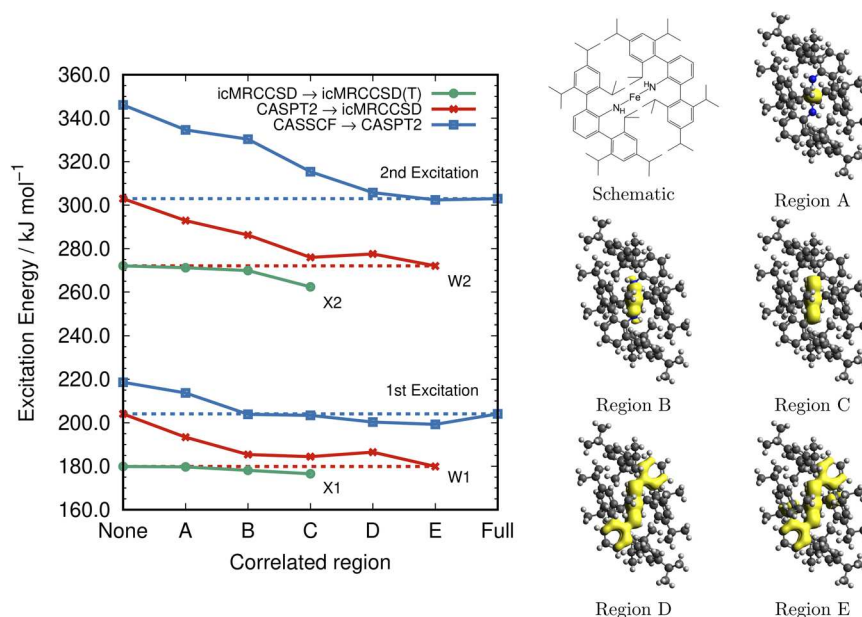 Excitation Energy / kJ mol⁻¹
360.0
340.0
320.0
300.0
280.0
260.0
240.0
220.0
200.0
180.0
160.0
icMRCCSD → icMRCCSD(T)
CASPT2 → icMRCCSD
CASSCF → CASPT2
2nd Excitation
W2
X2
1st Excitation
W1
X1
None A B C D E Full
Correlated region
H
N
Fe
N
H
Schematic
Region A
Region B
Region C
Region D
Region E